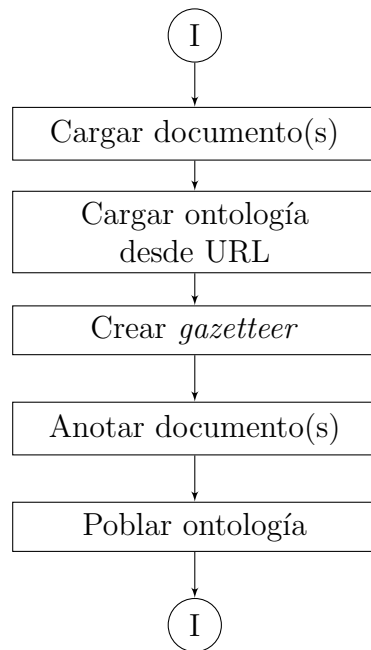 I
Cargar documento(s)
Cargar ontología
desde URL
Crear gazetteer
Anotar documento(s)
Poblar ontología
I